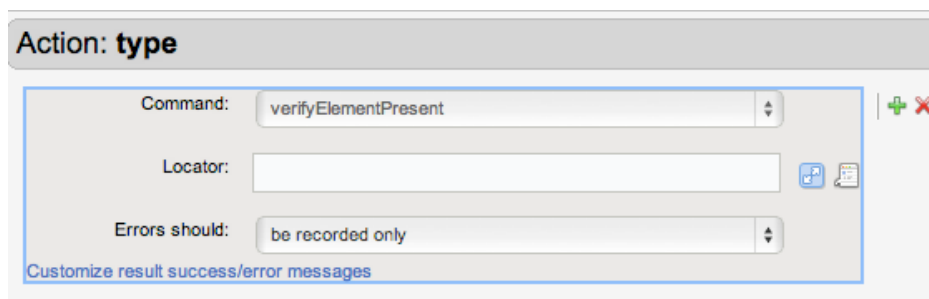 Action: type
Command: verifyElementPresent
Locator:
Errors should: be recorded only
Customize result success/error messages